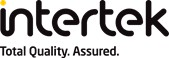 intertek
Total Quality. Assured.